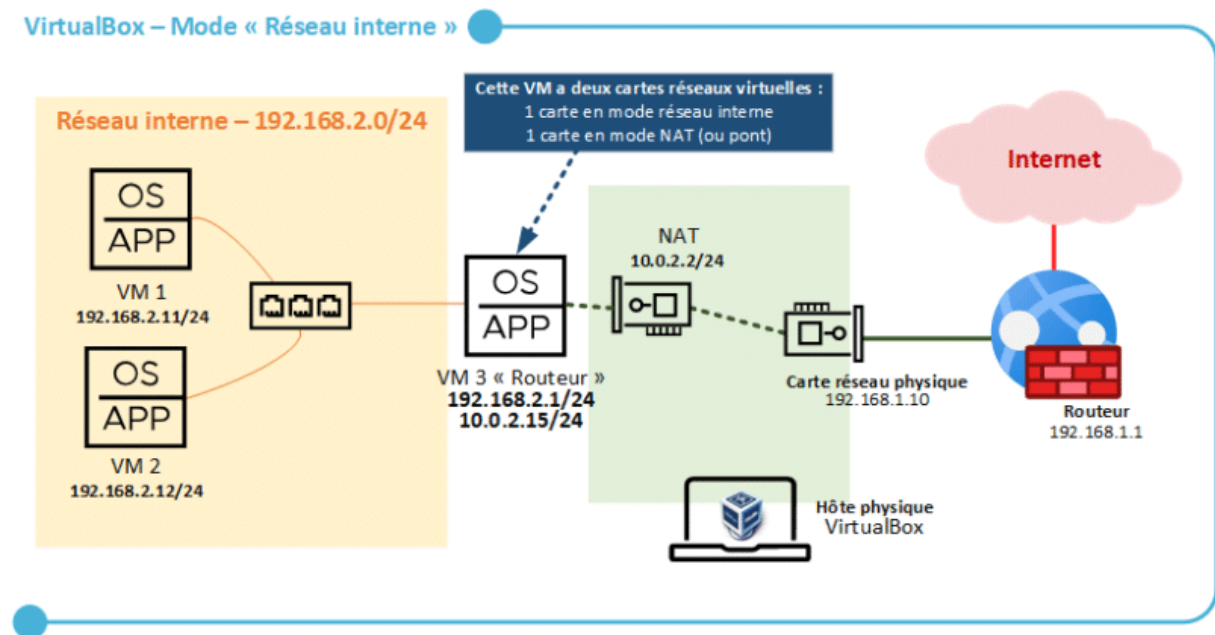 VirtualBox – Mode « Réseau interne »
Cette VM a deux cartes réseaux virtuelles :
1 carte en mode réseau interne
1 carte en mode NAT (ou pont)
Réseau interne – 192.168.2.0/24
OS
APP
VM 1
192.168.2.11/24
OS
APP
VM 2
192.168.2.12/24
OS
APP
VM 3 « Routeur »
192.168.2.1/24
10.0.2.15/24
NAT
10.0.2.2/24
Carte réseau physique
192.168.1.10
Hôte physique
VirtualBox
Internet
Routeur
192.168.1.1